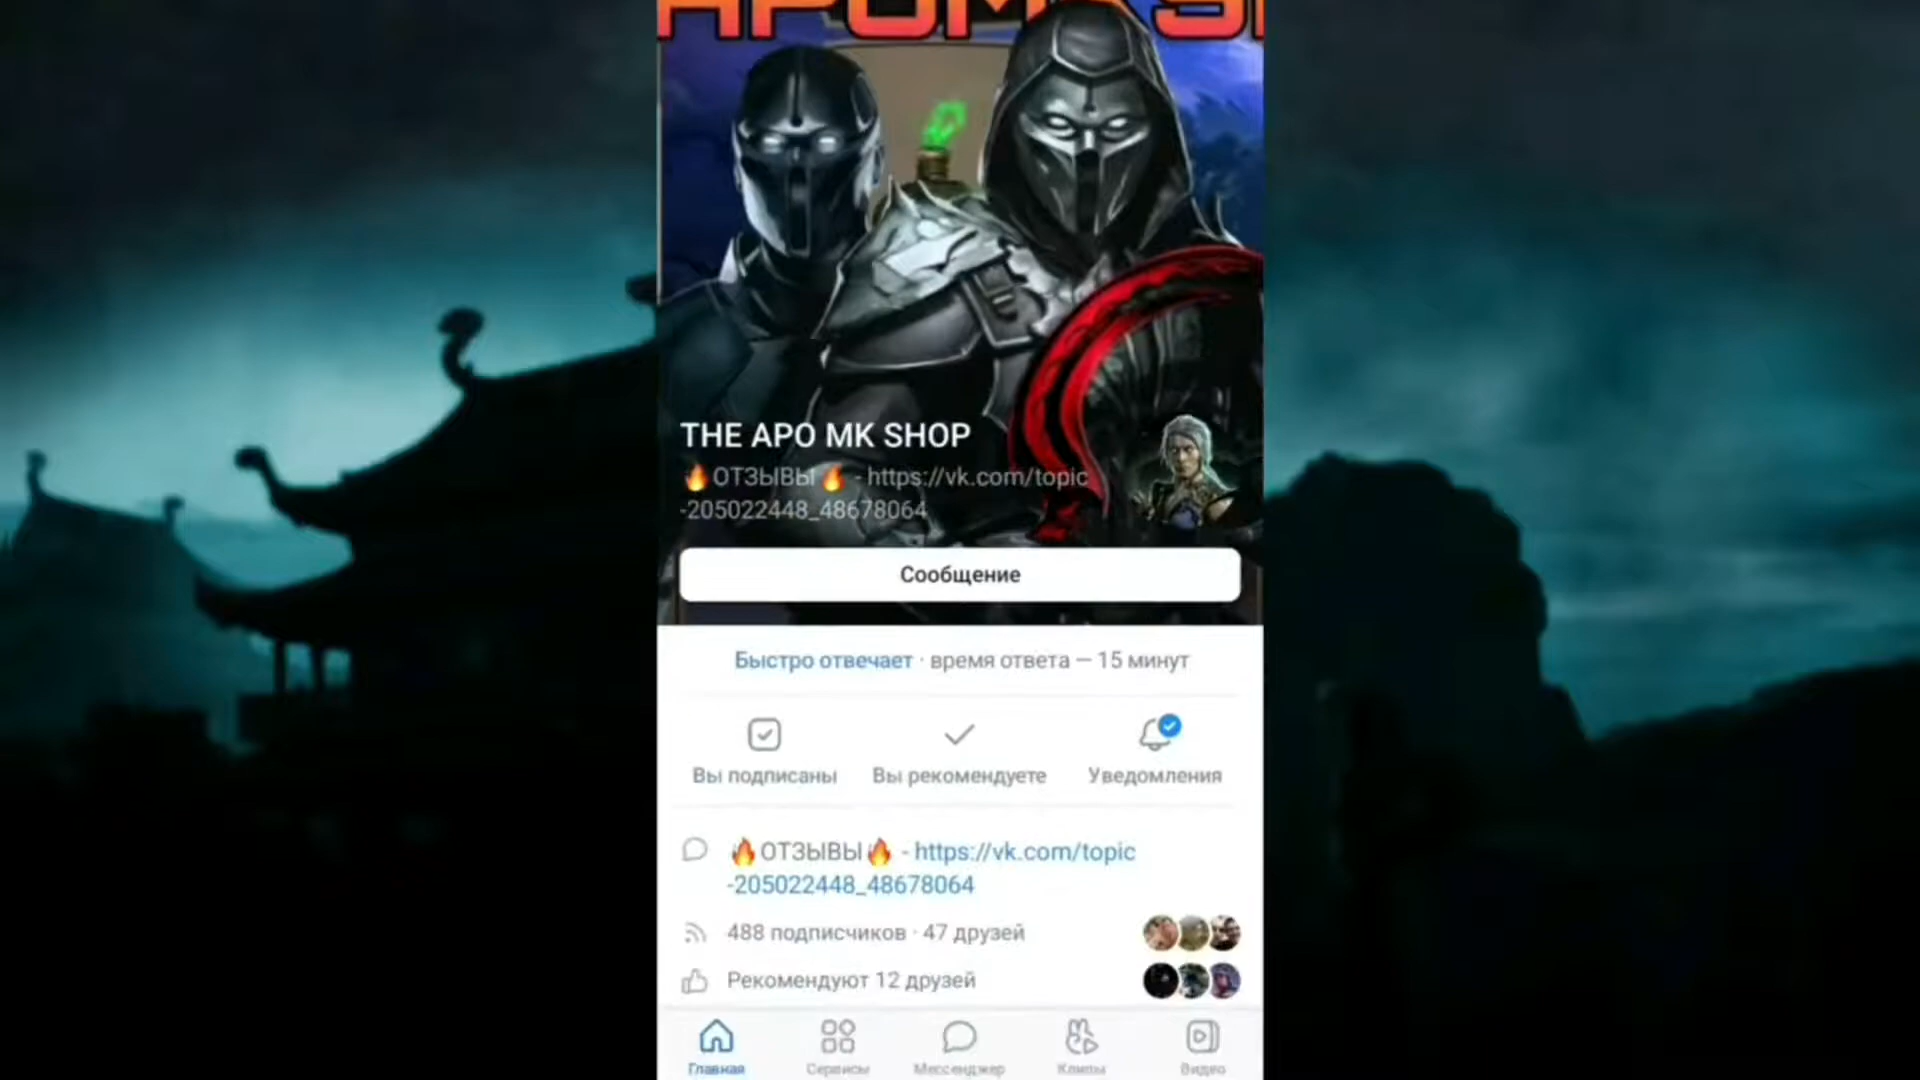 THE APO MK SHOP
🔥ОТЗЫВЫ🔥 - https://vk.com/topic
-205022448_48678064
Сообщение
Быстро отвечает · время ответа — 15 минут
Вы подписаны
Вы рекомендуете
Уведомления
🔥ОТЗЫВЫ🔥 - https://vk.com/topic
-205022448_48678064
488 подписчиков · 47 друзей
Рекомендуют 12 друзей
Главная
Сервисы
Мессенджер
Клипы
Видео